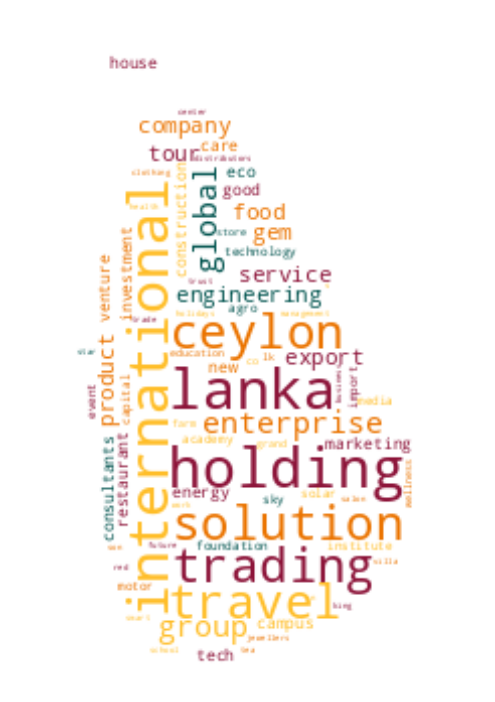 house
center
company
care
tour
distributors
clothing
eco
construction
good
health
global
food
international
store
gem
technology
investment
venture
service
trust
engineering
agro
holidays
management
trade
ceylon
star
education
lk
export
co
new
product
lanka
import
capital
event
media
enterprise
farm
academy
grand
marketing
restaurant
consultants
holding
wellness
energy
sky
solar
salon
work
solution
future
foundation
institute
trading
red
villa
motor
travel
king
smart
group
campus
jewellers
school
tea
tech